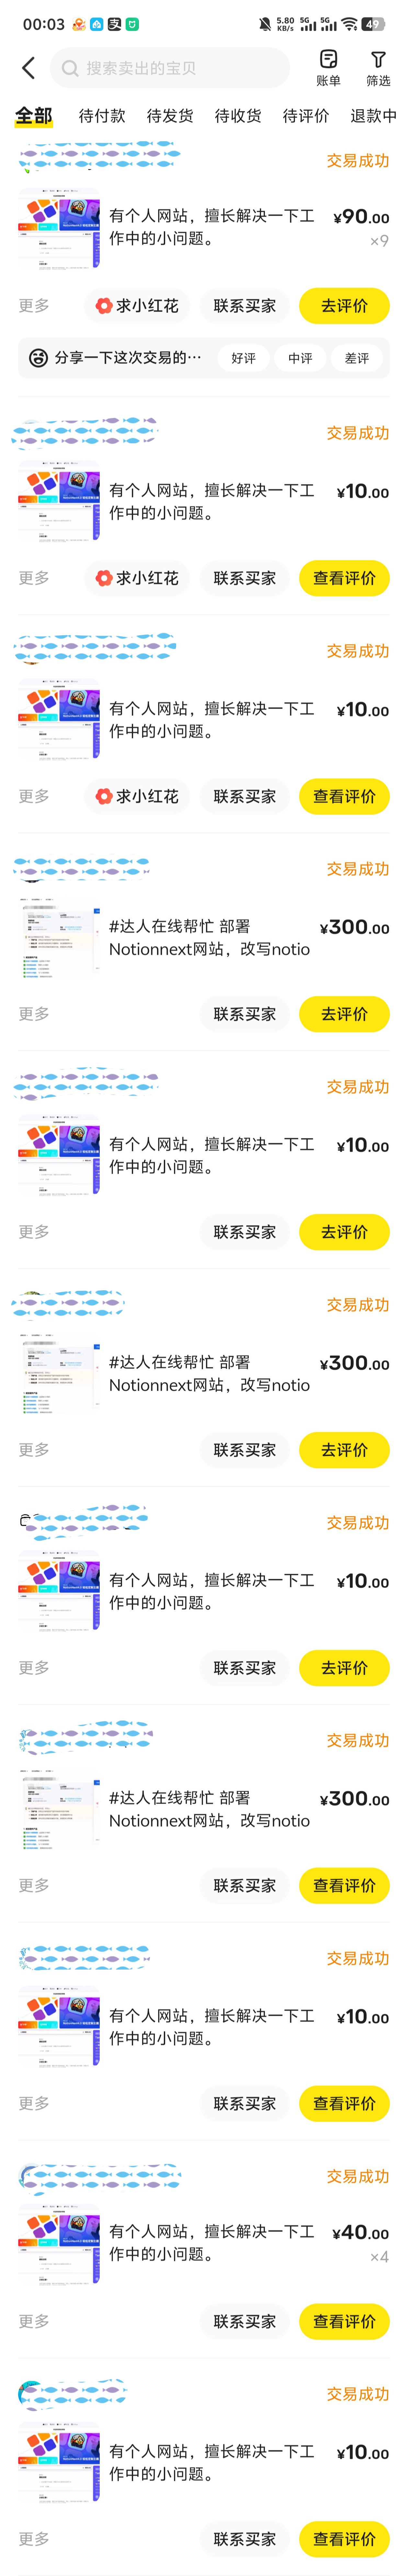 00:03
5.80 KB/s 5G 5G 49
搜索卖出的宝贝
账单
筛选
全部 待付款 待发货 待收货 待评价 退款中
交易成功
有个人网站，擅长解决一下工 ¥90.00
作中的小问题。 ×9
更多 求小红花 联系买家 去评价
分享一下这次交易的… 好评 中评 差评
交易成功
有个人网站，擅长解决一下工 ¥10.00
作中的小问题。
更多 求小红花 联系买家 查看评价
交易成功
有个人网站，擅长解决一下工 ¥10.00
作中的小问题。
更多 求小红花 联系买家 查看评价
交易成功
#达人在线帮忙 部署 ¥300.00
Notionnext网站，改写notio
更多 联系买家 去评价
交易成功
有个人网站，擅长解决一下工 ¥10.00
作中的小问题。
更多 联系买家 去评价
交易成功
#达人在线帮忙 部署 ¥300.00
Notionnext网站，改写notio
更多 联系买家 去评价
交易成功
有个人网站，擅长解决一下工 ¥10.00
作中的小问题。
更多 联系买家 去评价
交易成功
#达人在线帮忙 部署 ¥300.00
Notionnext网站，改写notio
更多 联系买家 查看评价
交易成功
有个人网站，擅长解决一下工 ¥10.00
作中的小问题。
更多 联系买家 查看评价
交易成功
有个人网站，擅长解决一下工 ¥40.00
作中的小问题。 ×4
更多 联系买家 查看评价
交易成功
有个人网站，擅长解决一下工 ¥10.00
作中的小问题。
更多 联系买家 查看评价